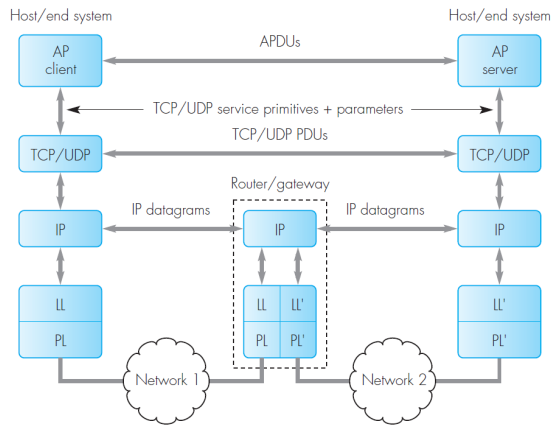 Host/end system
Host/end system
AP
client
APDUs
AP
server
TCP/UDP service primitives + parameters
TCP/UDP
TCP/UDP PDUs
TCP/UDP
Router/gateway
IP
IP datagrams
IP
IP datagrams
IP
LL
LL
LL'
LL'
PL
PL
PL'
PL'
Network 1
Network 2